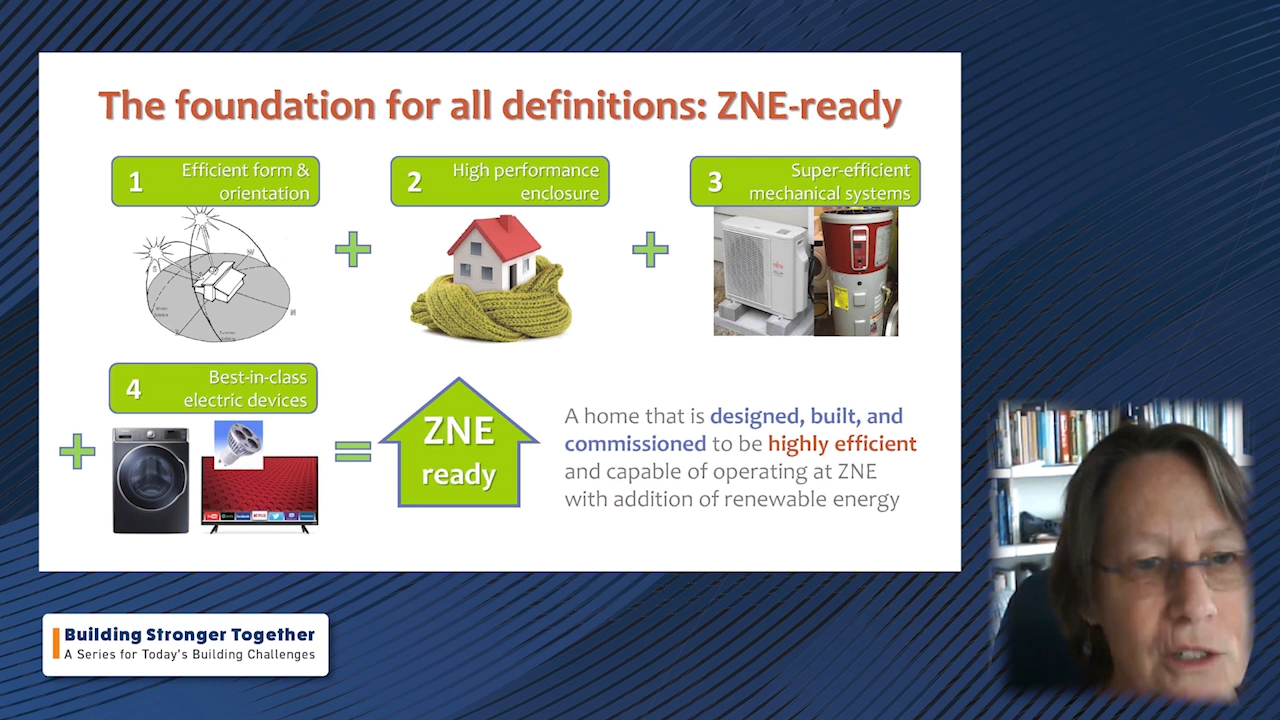 The foundation for all definitions: ZNE-ready
1
Efficient form &
orientation
2
High performance
enclosure
3
Super-efficient
mechanical systems
4
Best-in-class
electric devices
ZNE
ready
A home that is designed, built, and
commissioned to be highly efficient
and capable of operating at ZNE
with addition of renewable energy
Building Stronger Together
A Series for Today's Building Challenges